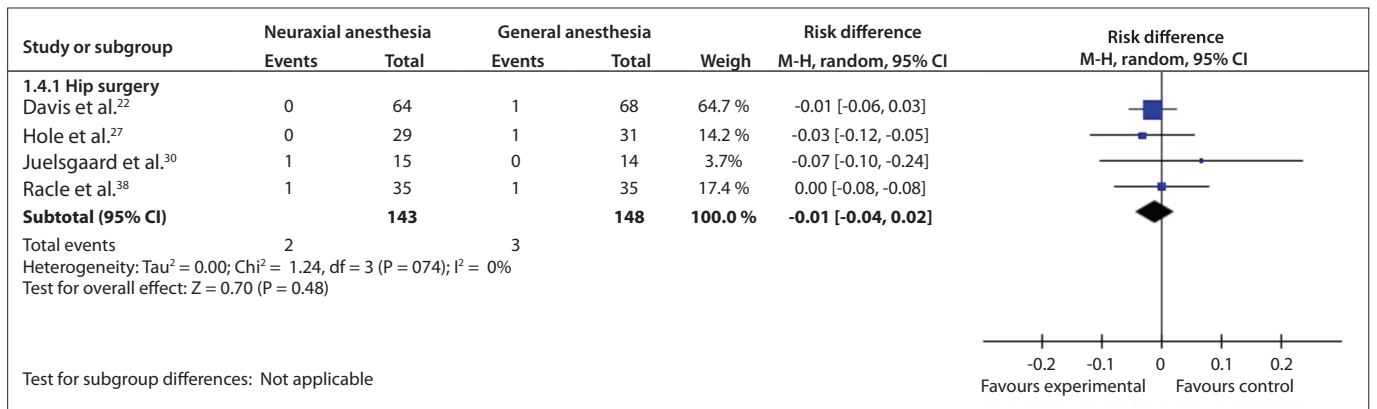 Study or subgroup Neuraxial anesthesia General anesthesia Risk difference Risk difference
Events Total Events Total Weigh M-H, random, 95% CI M-H, random, 95% CI
1.4.1 Hip surgery
Davis et al.²² 0 64 1 68 64.7 % -0.01 [-0.06, 0.03]
Hole et al.²⁷ 0 29 1 31 14.2 % -0.03 [-0.12, -0.05]
Juelsgaard et al.³⁰ 1 15 0 14 3.7% -0.07 [-0.10, -0.24]
Racle et al.³⁸ 1 35 1 35 17.4 % 0.00 [-0.08, -0.08]
Subtotal (95% CI) 143 148 100.0 % -0.01 [-0.04, 0.02]
Total events 2 3
Heterogeneity: Tau² = 0.00; Chi² = 1.24, df = 3 (P = 074); I² = 0%
Test for overall effect: Z = 0.70 (P = 0.48)
-0.2 -0.1 0 0.1 0.2
Test for subgroup differences: Not applicable
Favours experimental Favours control